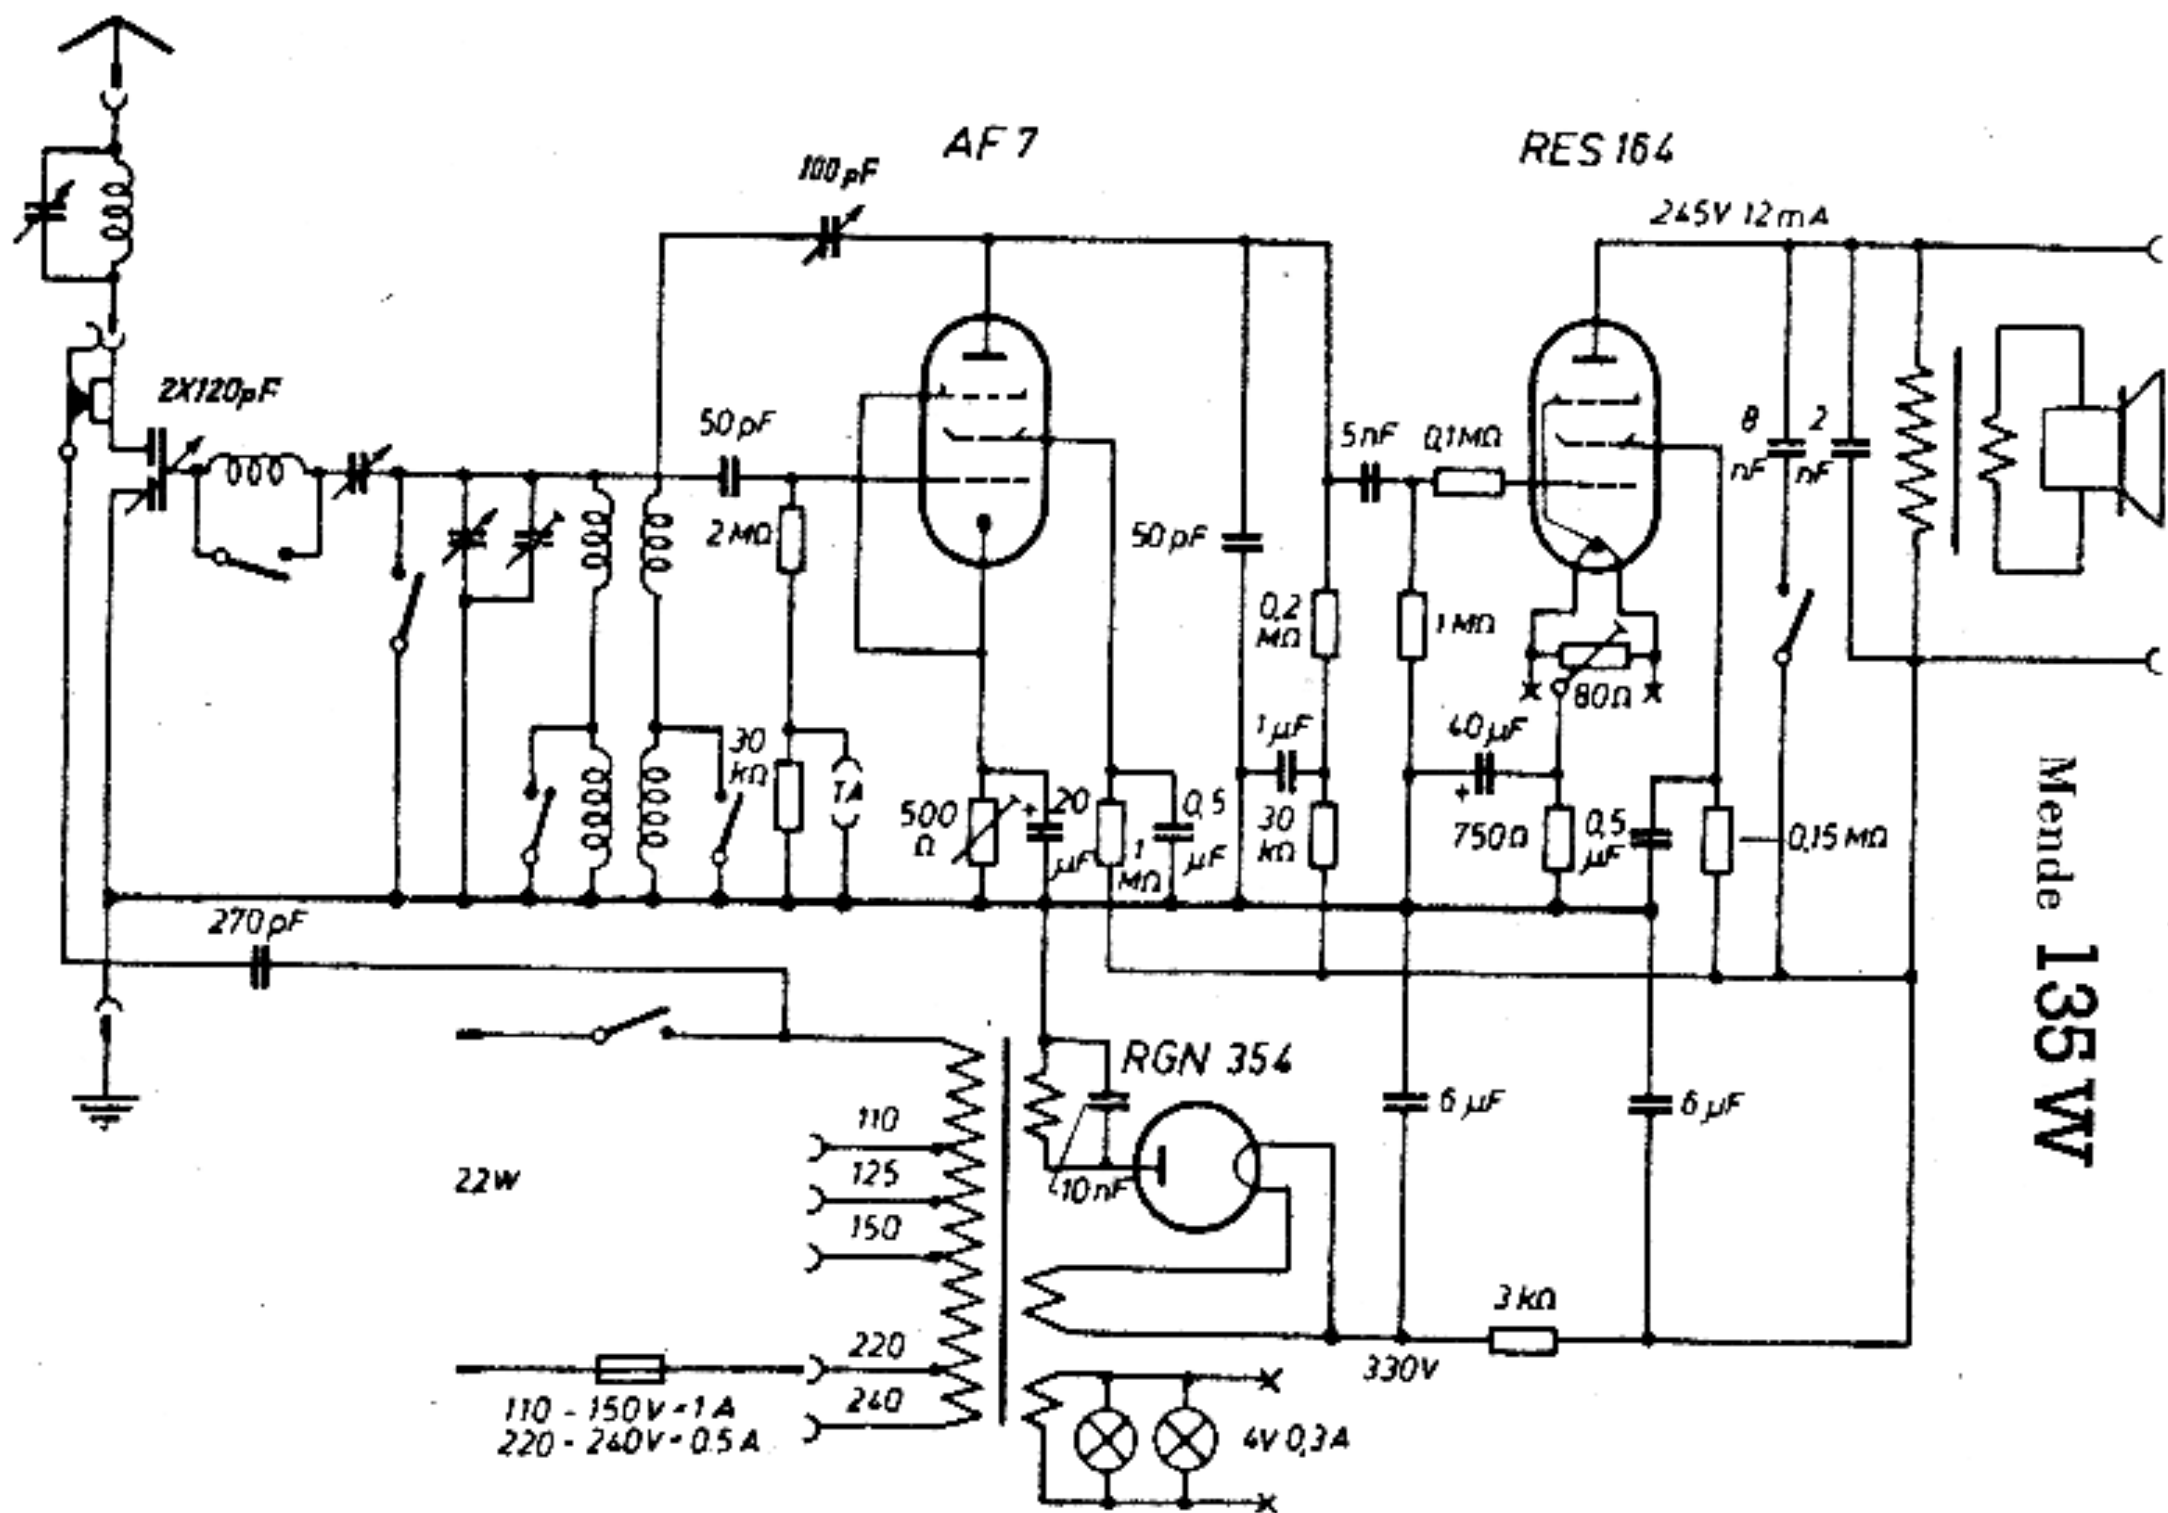 AF 7
RES 164
100 pF
245V 12 mA
2X120pF
50 pF
5nF
0,1MΩ
8
nF
2
nF
2 MΩ
50 pF
0,2
MΩ
1 MΩ
80Ω
30
kΩ
TA
1 µF
40 µF
+
500
Ω
+
20
µF
1
MΩ
0,5
µF
30
kΩ
750Ω
0,5
µF
0,15 MΩ
270 pF
RGN 354
10 nF
6 µF
6 µF
110
125
150
22W
220
240
3 kΩ
330V
110 - 150V = 1 A
220 - 240V = 0.5 A
4V 0,3A
Mende 135 W